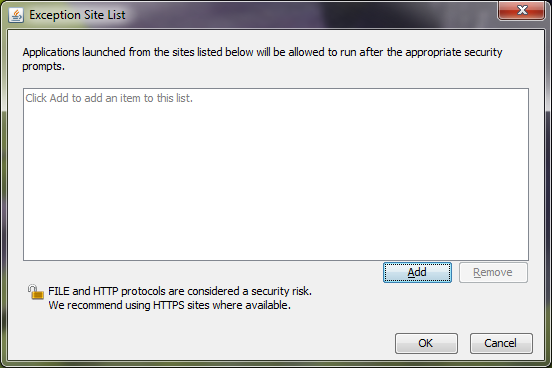 Exception Site List
Applications launched from the sites listed below will be allowed to run after the appropriate security
prompts.
Click Add to add an item to this list.
Add
Remove
FILE and HTTP protocols are considered a security risk.
We recommend using HTTPS sites where available.
OK
Cancel